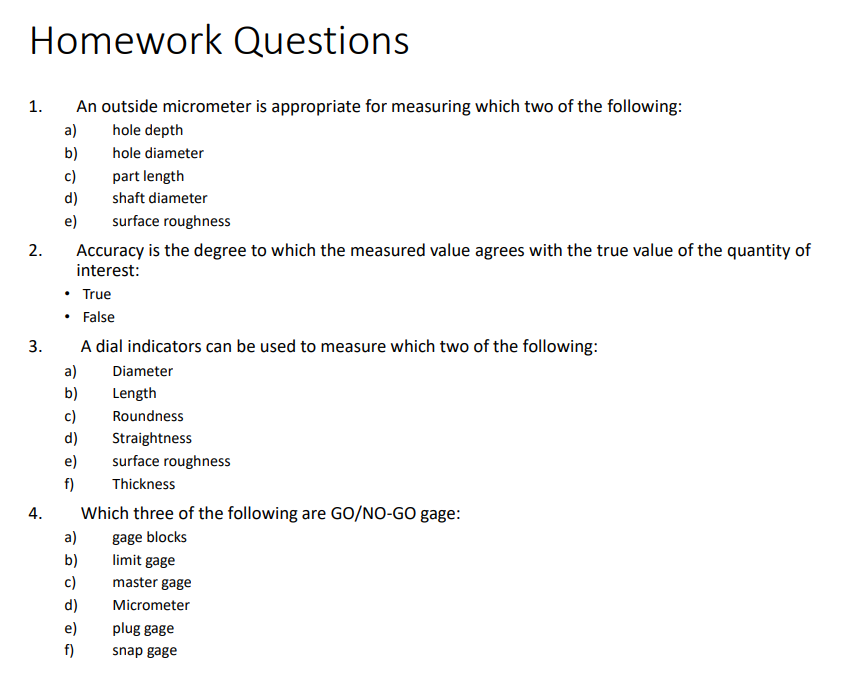 Homework Questions
1. An outside micrometer is appropriate for measuring which two of the following:
a) hole depth
b) hole diameter
c) part length
d) shaft diameter
e) surface roughness
2. Accuracy is the degree to which the measured value agrees with the true value of the quantity of
interest:
• True
• False
3. A dial indicators can be used to measure which two of the following:
a) Diameter
b) Length
c) Roundness
d) Straightness
e) surface roughness
f) Thickness
4. Which three of the following are GO/NO-GO gage:
a) gage blocks
b) limit gage
c) master gage
d) Micrometer
e) plug gage
f) snap gage